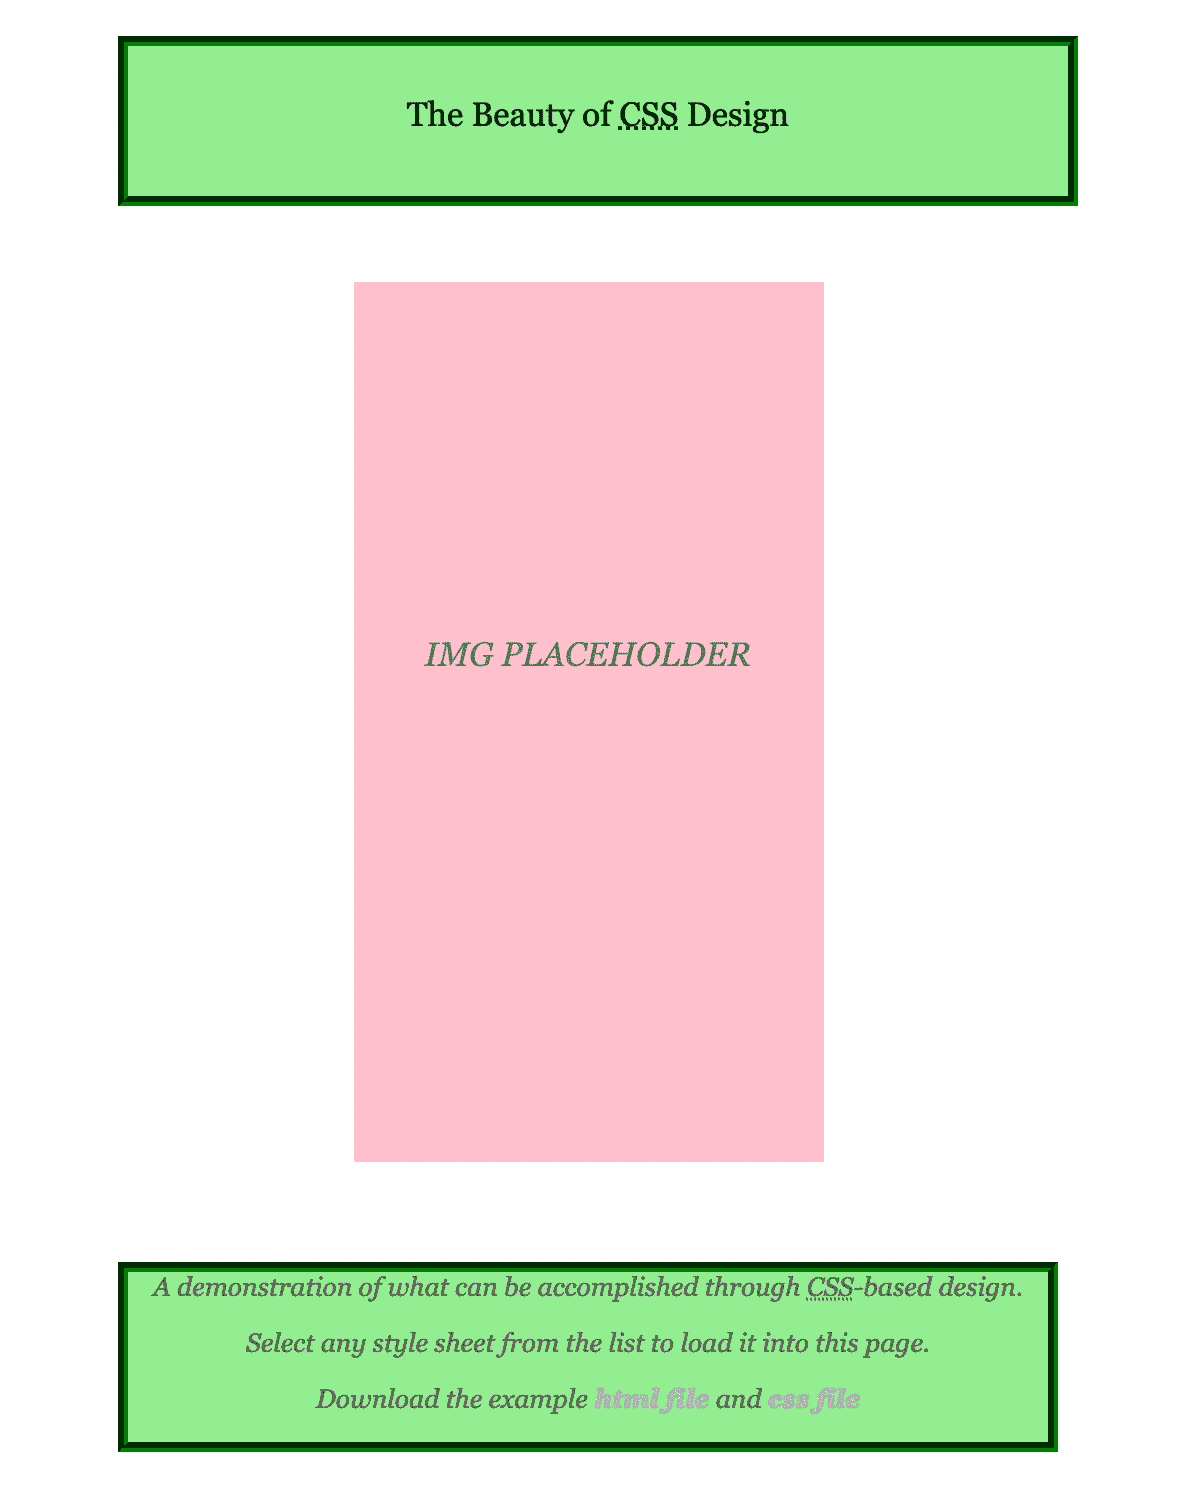 The Beauty of CSS Design
IMG PLACEHOLDER
A demonstration of what can be accomplished through CSS-based design.
Select any style sheet from the list to load it into this page.
Download the example html file and css file